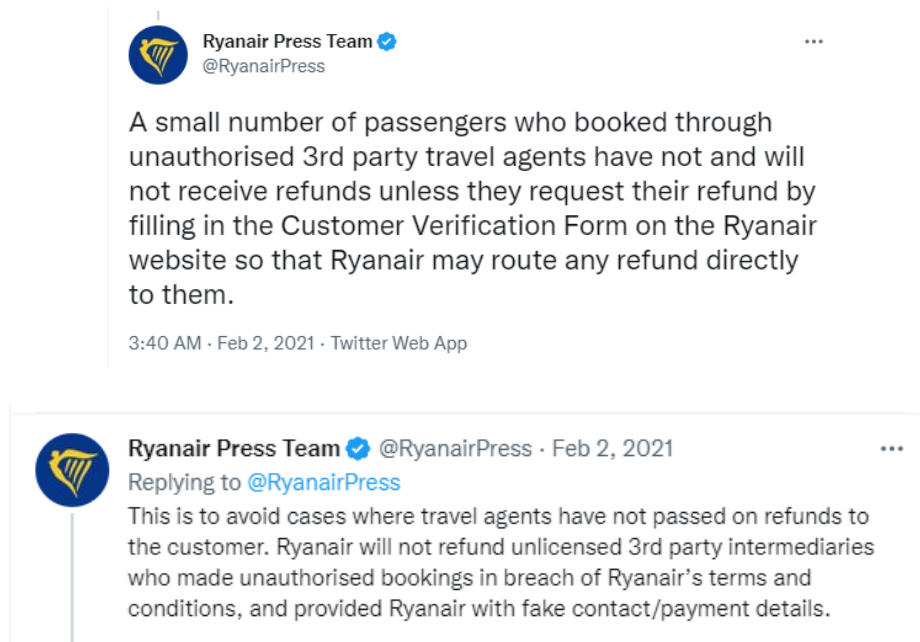 Ryanair Press Team
@RyanairPress
A small number of passengers who booked through
unauthorised 3rd party travel agents have not and will
not receive refunds unless they request their refund by
filling in the Customer Verification Form on the Ryanair
website so that Ryanair may route any refund directly
to them.
3:40 AM · Feb 2, 2021 · Twitter Web App
Ryanair Press Team @RyanairPress · Feb 2, 2021
Replying to @RyanairPress
This is to avoid cases where travel agents have not passed on refunds to
the customer. Ryanair will not refund unlicensed 3rd party intermediaries
who made unauthorised bookings in breach of Ryanair's terms and
conditions, and provided Ryanair with fake contact/payment details.